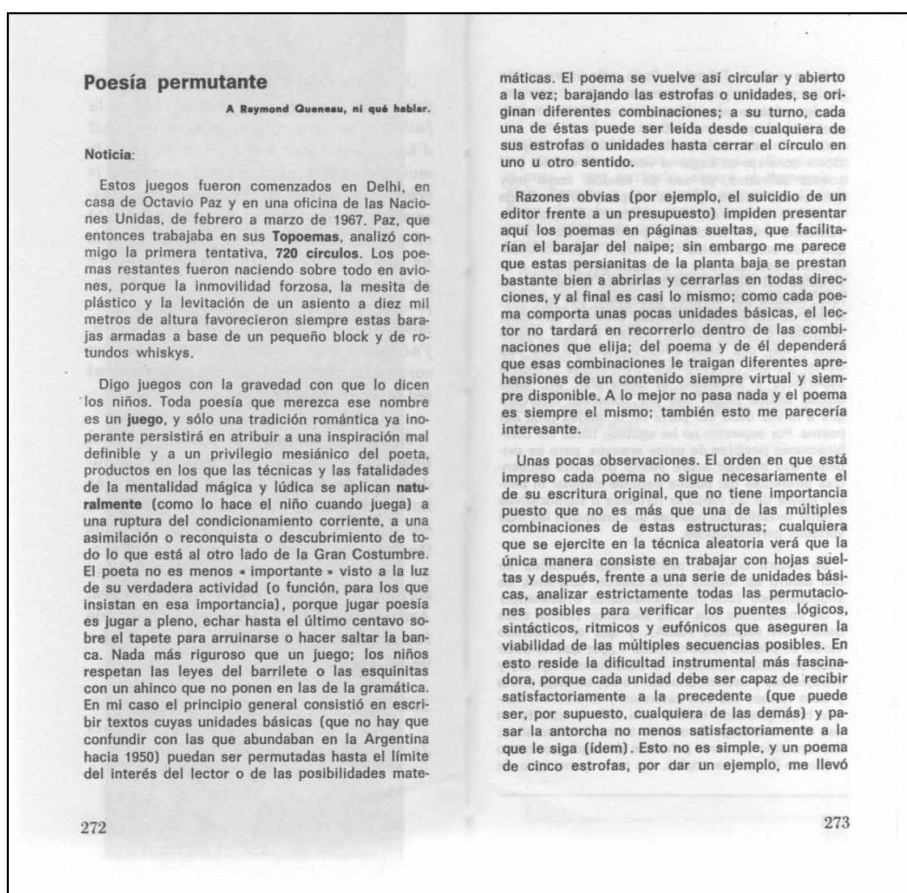 Poesía permutante
A Raymond Queneau, ni qué hablar.
Noticia:
Estos juegos fueron comenzados en Delhi, en
casa de Octavio Paz y en una oficina de las Nacio-
nes Unidas, de febrero a marzo de 1967. Paz, que
entonces trabajaba en sus Topoemas, analizó con-
migo la primera tentativa, 720 círculos. Los poe-
mas restantes fueron naciendo sobre todo en avio-
nes, porque la inmovilidad forzosa, la mesita de
plástico y la levitación de un asiento a diez mil
metros de altura favorecieron siempre estas bara-
jas armadas a base de un pequeño block y de ro-
tundos whiskys.
Digo juegos con la gravedad con que lo dicen
los niños. Toda poesía que merezca ese nombre
es un juego, y sólo una tradición romántica ya ino-
perante persistirá en atribuir a una inspiración mal
definible y a un privilegio mesiánico del poeta,
productos en los que las técnicas y las fatalidades
de la mentalidad mágica y lúdica se aplican natu-
ralmente (como lo hace el niño cuando juega) a
una ruptura del condicionamiento corriente, a una
asimilación o reconquista o descubrimiento de to-
do lo que está al otro lado de la Gran Costumbre.
El poeta no es menos « importante » visto a la luz
de su verdadera actividad (o función, para los que
insistan en esa importancia), porque jugar poesía
es jugar a pleno, echar hasta el último centavo so-
bre el tapete para arruinarse o hacer saltar la ban-
ca. Nada más riguroso que un juego; los niños
respetan las leyes del barrilete o las esquinitas
con un ahinco que no ponen en las de la gramática.
En mi caso el principio general consistió en escri-
bir textos cuyas unidades básicas (que no hay que
confundir con las que abundaban en la Argentina
hacia 1950) puedan ser permutadas hasta el límite
del interés del lector o de las posibilidades mate-
272
máticas. El poema se vuelve así circular y abierto
a la vez; barajando las estrofas o unidades, se ori-
ginan diferentes combinaciones; a su turno, cada
una de éstas puede ser leída desde cualquiera de
sus estrofas o unidades hasta cerrar el círculo en
uno u otro sentido.
Razones obvias (por ejemplo, el suicidio de un
editor frente a un presupuesto) impiden presentar
aquí los poemas en páginas sueltas, que facilita-
rían el barajar del naipe; sin embargo me parece
que estas persianitas de la planta baja se prestan
bastante bien a abrirlas y cerrarlas en todas direc-
ciones, y al final es casi lo mismo; como cada poe-
ma comporta unas pocas unidades básicas, el lec-
tor no tardará en recorrerlo dentro de las combi-
naciones que elija; del poema y de él dependerá
que esas combinaciones le traigan diferentes apre-
hensiones de un contenido siempre virtual y siem-
pre disponible. A lo mejor no pasa nada y el poema
es siempre el mismo; también esto me parecería
interesante.
Unas pocas observaciones. El orden en que está
impreso cada poema no sigue necesariamente el
de su escritura original, que no tiene importancia
puesto que no es más que una de las múltiples
combinaciones de estas estructuras; cualquiera
que se ejercite en la técnica aleatoria verá que la
única manera consiste en trabajar con hojas suel-
tas y después, frente a una serie de unidades bási-
cas, analizar estrictamente todas las permutacio-
nes posibles para verificar los puentes lógicos,
sintácticos, rítmicos y eufónicos que aseguren la
viabilidad de las múltiples secuencias posibles. En
esto reside la dificultad instrumental más fascina-
dora, porque cada unidad debe ser capaz de recibir
satisfactoriamente a la precedente (que puede
ser, por supuesto, cualquiera de las demás) y pa-
sar la antorcha no menos satisfactoriamente a la
que le siga (ídem). Esto no es simple, y un poema
de cinco estrofas, por dar un ejemplo, me llevó
273